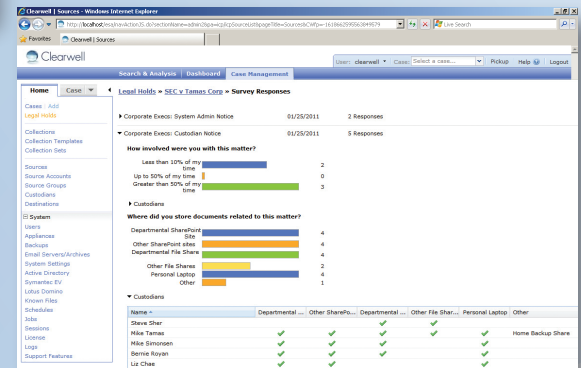 Clearwell | Sources - Windows Internet Explorer
Live Search
Favorites Clearwell | Sources
Clearwell
User: clearwell Case: Select a case... Pickup Help Logout
Search & Analysis | Dashboard Case Management
Home Case
Legal Holds » SEC v Tamas Corp » Survey Responses
Cases Add
Legal Holds
Collections
Collection Templates
Collection Sets
Sources
Source Accounts
Source Groups
Custodians
Destinations
System
Users
Appliances
Backups
Email Servers/Archives
System Settings
Active Directory
Symantec EV
Lotus Domino
Known Files
Schedules
Jobs
Sessions
License
Logs
Support Features
Corporate Execs: System Admin Notice 01/25/2011 2 Responses
Corporate Execs: Custodian Notice 01/25/2011 5 Responses
How involved were you with this matter?
Less than 10% of my time 2
Up to 50% of my time 0
Greater than 50% of my time 3
Custodians
Where did you store documents related to this matter?
Departmental SharePoint Site 4
Other SharePoint sites 4
Departmental File Share 4
Other File Shares 2
Personal Laptop 4
Other 1
Custodians
Name Departmental ... Other SharePo... Departmental ... Other File Shar... Personal Laptop Other
Steve Sher
Mike Tamas Home Backup Share
Mike Simonsen
Bernie Royan
Liz Chae